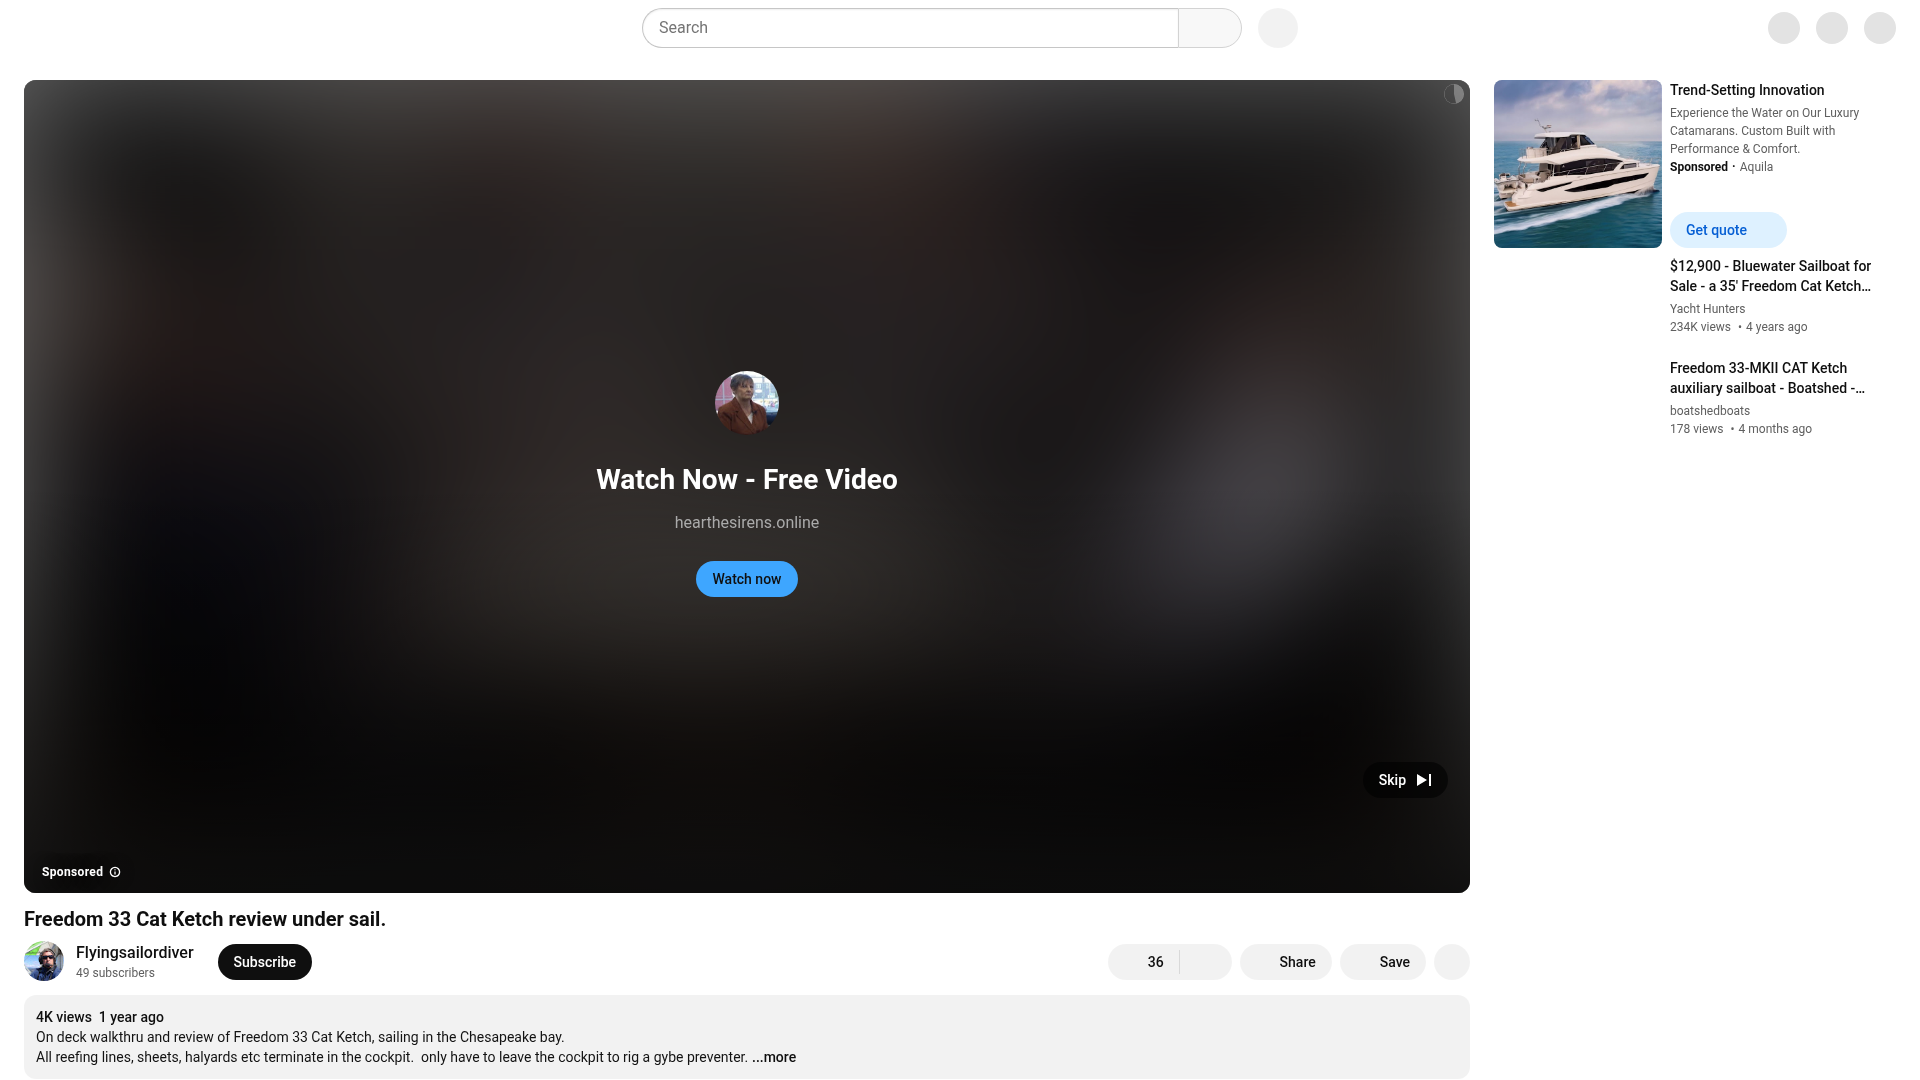 Search
Watch Now - Free Video
hearthesirens.online
Watch now
Skip
Sponsored
Freedom 33 Cat Ketch review under sail.
Flyingsailordiver
49 subscribers
Subscribe
36
Share
Save
4K views 1 year ago
On deck walkthru and review of Freedom 33 Cat Ketch, sailing in the Chesapeake bay.
All reefing lines, sheets, halyards etc terminate in the cockpit.  only have to leave the cockpit to rig a gybe preventer. ...more
Trend-Setting Innovation
Experience the Water on Our Luxury
Catamarans. Custom Built with
Performance & Comfort.
Sponsored · Aquila
Get quote
$12,900 - Bluewater Sailboat for
Sale - a 35' Freedom Cat Ketch…
Yacht Hunters
234K views • 4 years ago
Freedom 33-MKII CAT Ketch
auxiliary sailboat - Boatshed -…
boatshedboats
178 views • 4 months ago